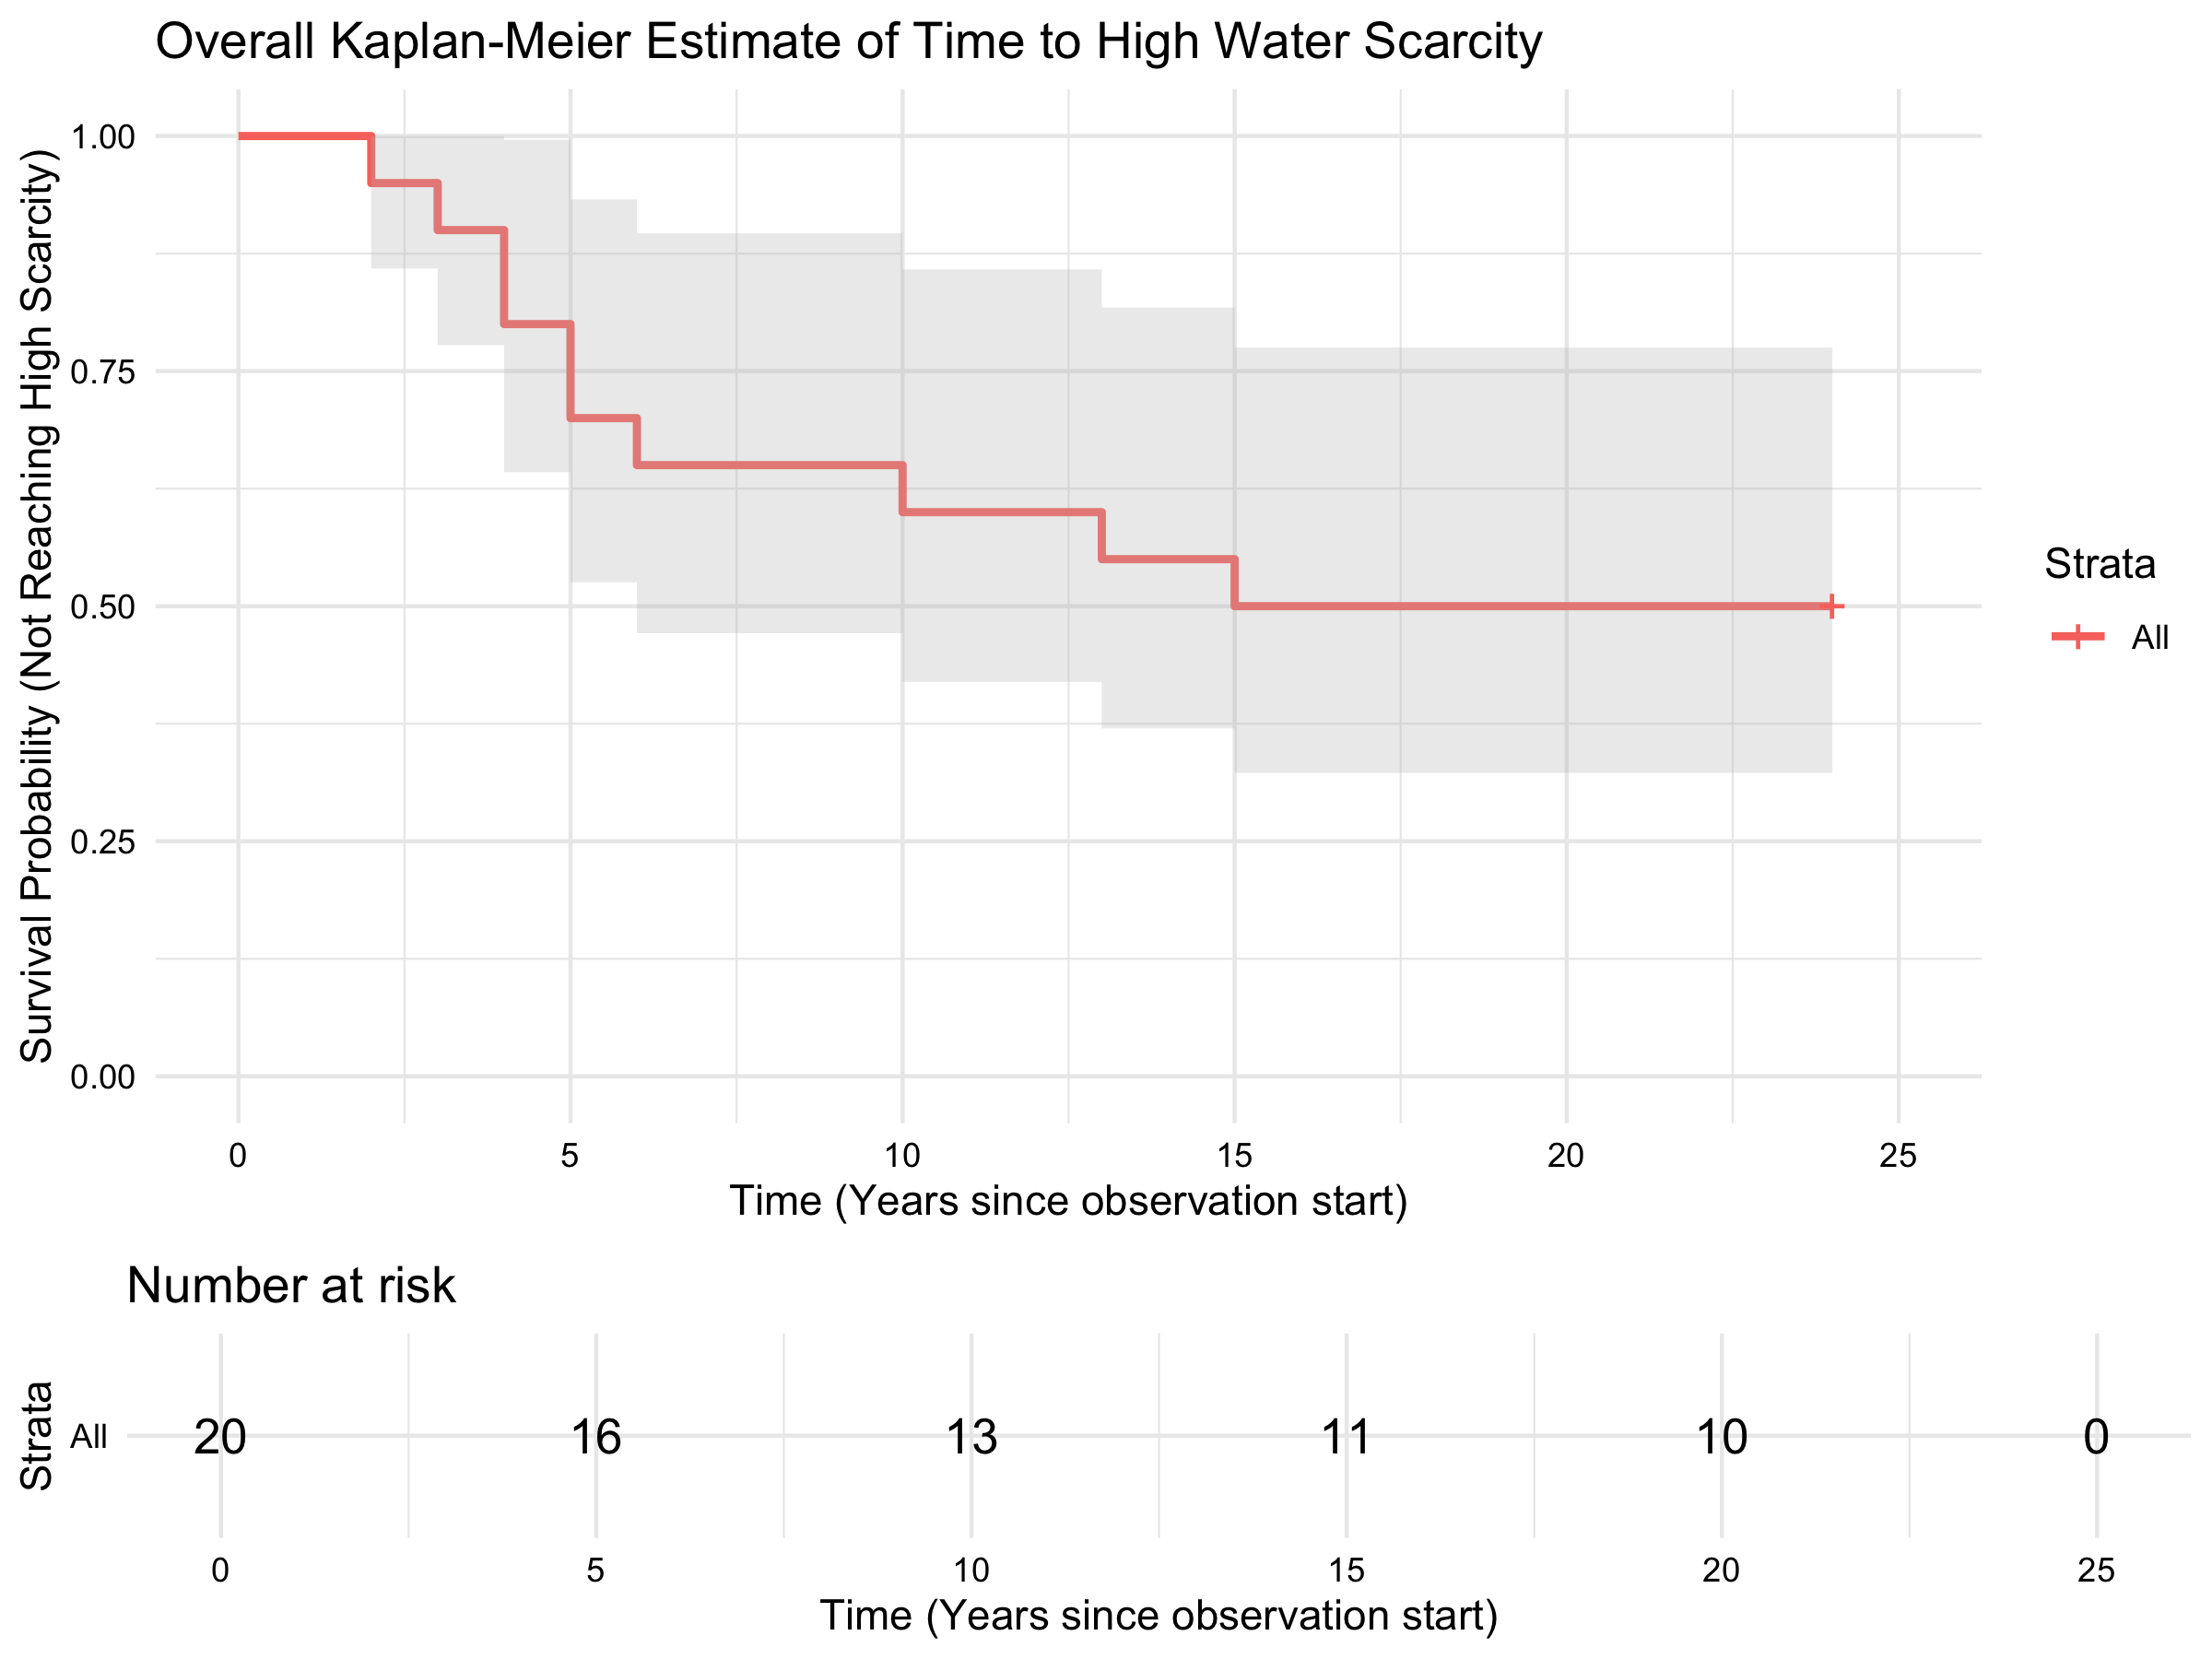 Overall Kaplan-Meier Estimate of Time to High Water Scarcity
Survival Probability (Not Reaching High Scarcity)
1.00
0.75
0.50
0.25
0.00
0 5 10 15 20 25
Time (Years since observation start)
Strata
All
Number at risk
Strata
All 20 16 13 11 10 0
0 5 10 15 20 25
Time (Years since observation start)